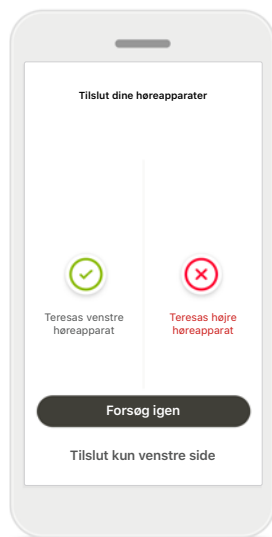 Tilslut dine høreapparater
Teresas venstre
høreapparat
Teresas højre
høreapparat
Forsøg igen
Tilslut kun venstre side